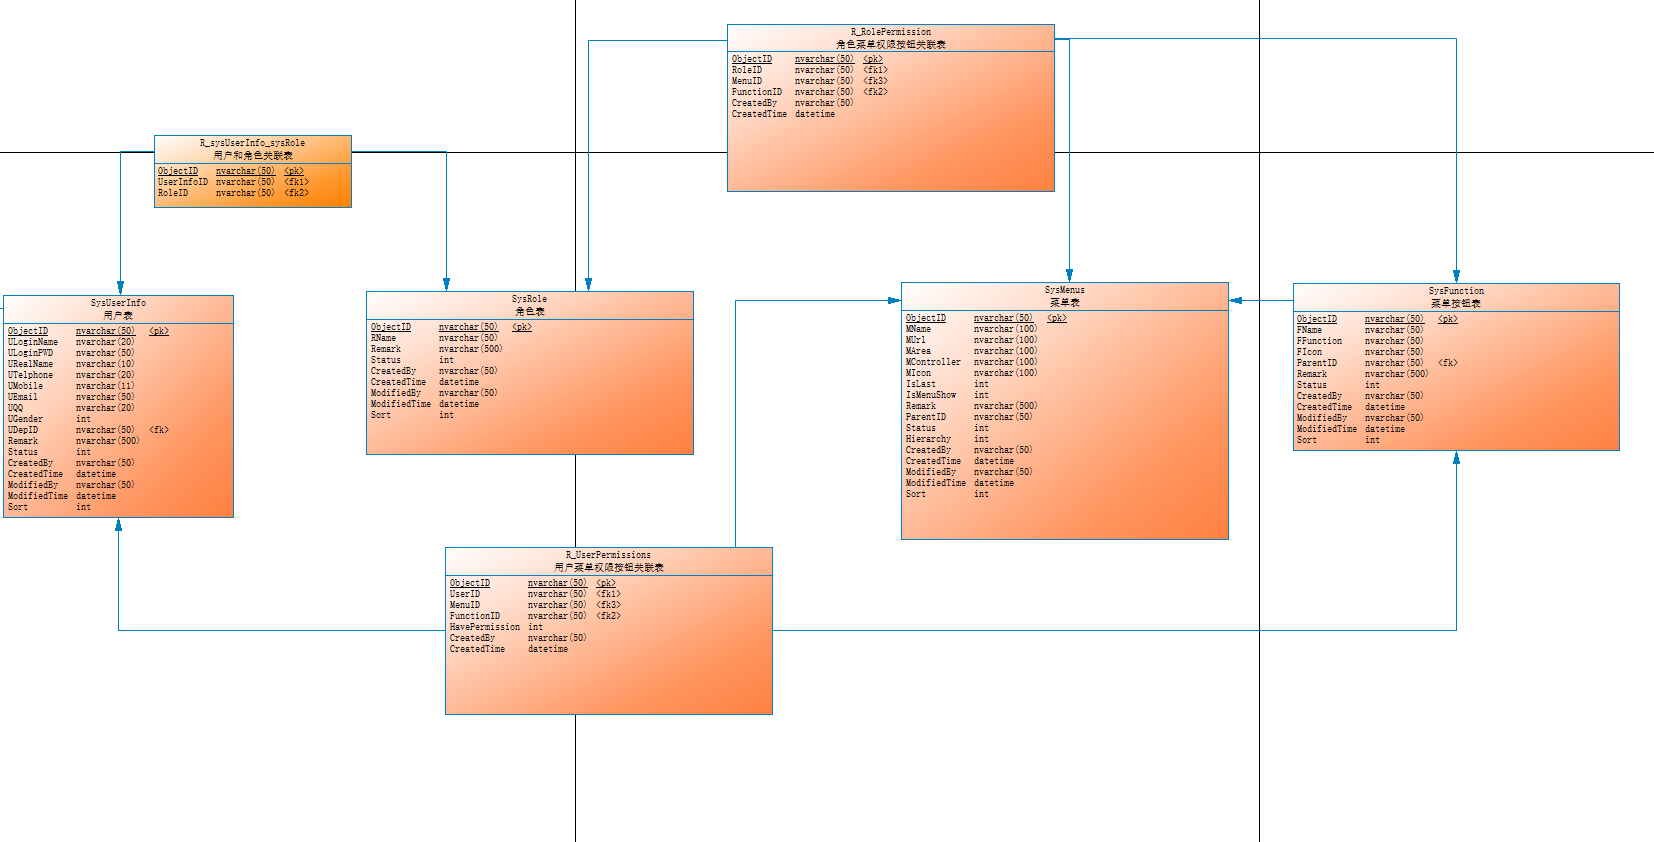 R_RolePermission
角色菜单权限按钮关联表
ObjectID nvarchar(50) <pk>
RoleID nvarchar(50) <fk1>
MenuID nvarchar(50) <fk3>
FunctionID nvarchar(50) <fk2>
CreatedBy nvarchar(50)
CreatedTime datetime
R_sysUserInfo_sysRole
用户和角色关联表
ObjectID nvarchar(50) <pk>
UserInfoID nvarchar(50) <fk1>
RoleID nvarchar(50) <fk2>
SysUserInfo
用户表
ObjectID nvarchar(50) <pk>
ULoginName nvarchar(20)
ULoginPWD nvarchar(50)
URealName nvarchar(10)
UTelphone nvarchar(20)
UMobile nvarchar(11)
UEmail nvarchar(50)
UQQ nvarchar(20)
UGender int
UDepID nvarchar(50) <fk>
Remark nvarchar(500)
Status int
CreatedBy nvarchar(50)
CreatedTime datetime
ModifiedBy nvarchar(50)
ModifiedTime datetime
Sort int
SysRole
角色表
ObjectID nvarchar(50) <pk>
RName nvarchar(50)
Remark nvarchar(500)
Status int
CreatedBy nvarchar(50)
CreatedTime datetime
ModifiedBy nvarchar(50)
ModifiedTime datetime
Sort int
SysMenus
菜单表
ObjectID nvarchar(50) <pk>
MName nvarchar(100)
MUrl nvarchar(100)
MArea nvarchar(100)
MController nvarchar(100)
MIcon nvarchar(100)
IsLast int
IsMenuShow int
Remark nvarchar(500)
ParentID nvarchar(50)
Status int
Hierarchy int
CreatedBy nvarchar(50)
CreatedTime datetime
ModifiedBy nvarchar(50)
ModifiedTime datetime
Sort int
SysFunction
菜单按钮表
ObjectID nvarchar(50) <pk>
FName nvarchar(50)
FFunction nvarchar(50)
FIcon nvarchar(50)
ParentID nvarchar(50) <fk>
Remark nvarchar(500)
Status int
CreatedBy nvarchar(50)
CreatedTime datetime
ModifiedBy nvarchar(50)
ModifiedTime datetime
Sort int
R_UserPermissions
用户菜单权限按钮关联表
ObjectID nvarchar(50) <pk>
UserID nvarchar(50) <fk1>
MenuID nvarchar(50) <fk3>
FunctionID nvarchar(50) <fk2>
HavePermission int
CreatedBy nvarchar(50)
CreatedTime datetime